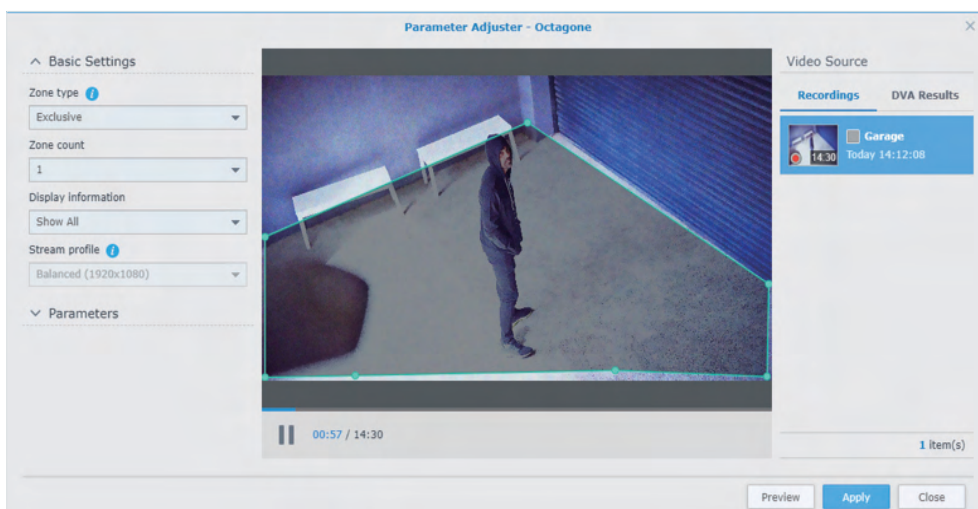 Parameter Adjuster - Octagone
Basic Settings
Zone type
Exclusive
Zone count
1
Display information
Show All
Stream profile
Balanced (1920x1080)
Parameters
00:57 / 14:30
Video Source
Recordings DVA Results
14:30
Garage
Today 14:12:08
1 item(s)
Preview Apply Close